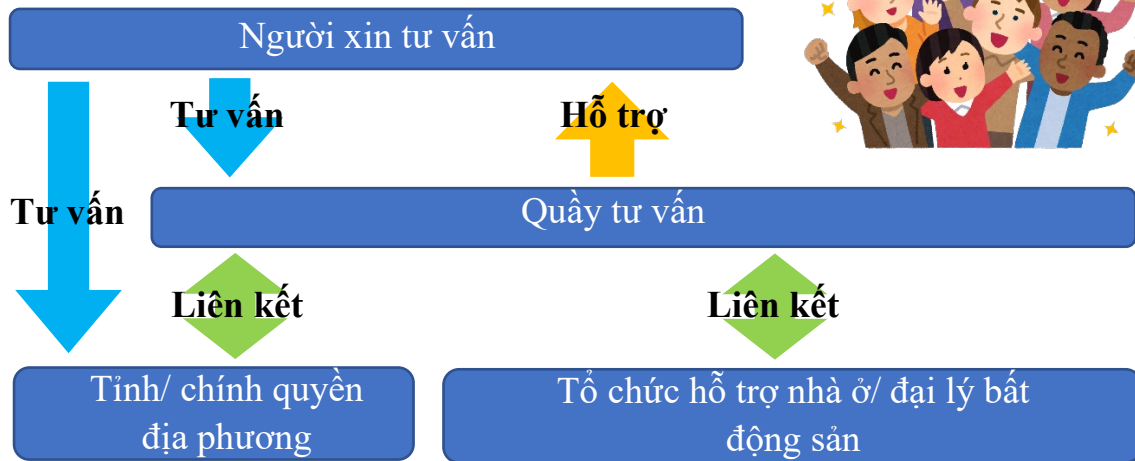 Người xin tư vấn
Tư vấn
Hỗ trợ
Tư vấn
Quầy tư vấn
Liên kết
Liên kết
Tỉnh/ chính quyền
địa phương
Tổ chức hỗ trợ nhà ở/ đại lý bất
động sản